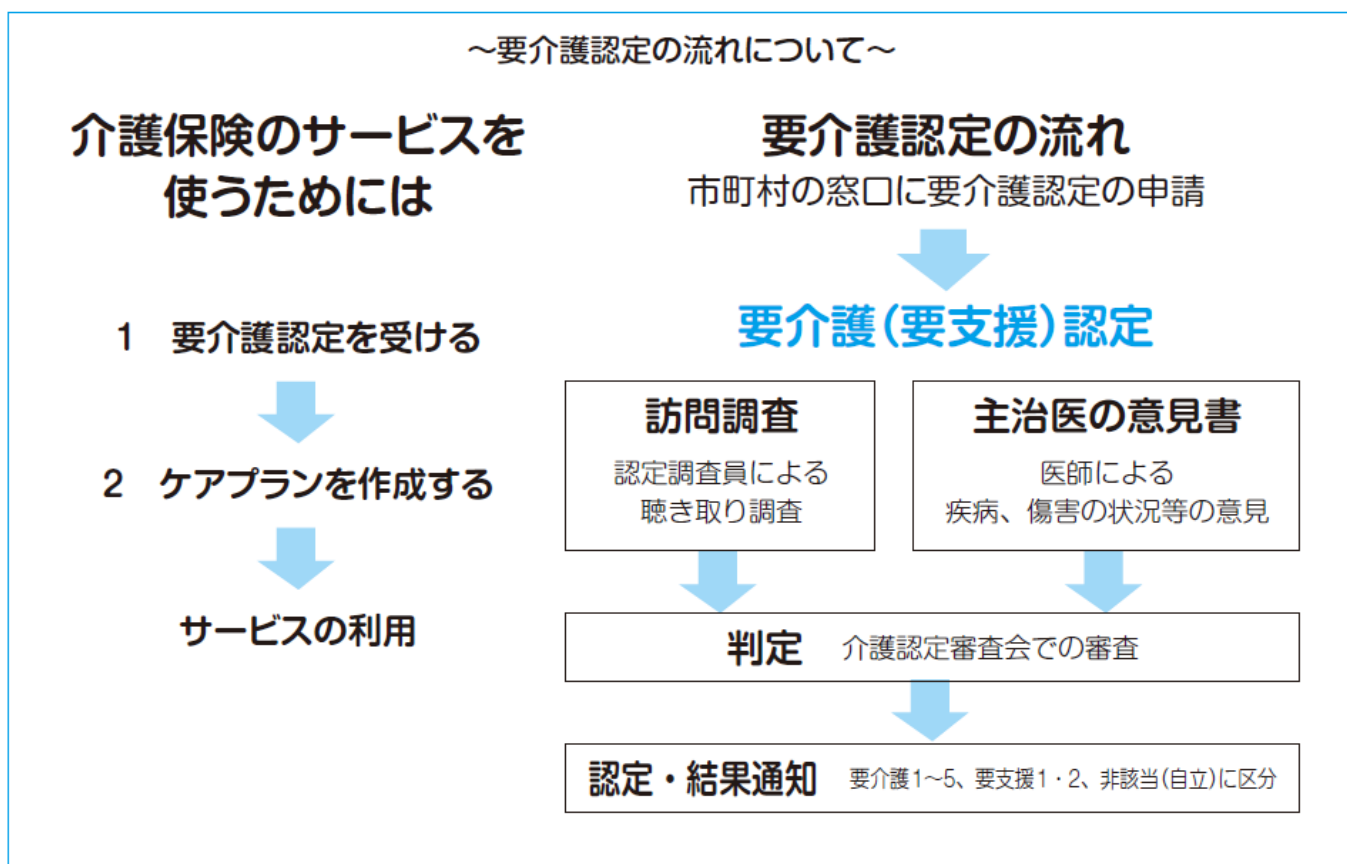 ～要介護認定の流れについて～
介護保険のサービスを
使うためには
1 要介護認定を受ける
2 ケアプランを作成する
サービスの利用
要介護認定の流れ
市町村の窓口に要介護認定の申請
要介護(要支援)認定
訪問調査
認定調査員による
聴き取り調査
主治医の意見書
医師による
疾病、傷害の状況等の意見
判定 介護認定審査会での審査
認定・結果通知 要介護1～5、要支援1・2、非該当(自立)に区分